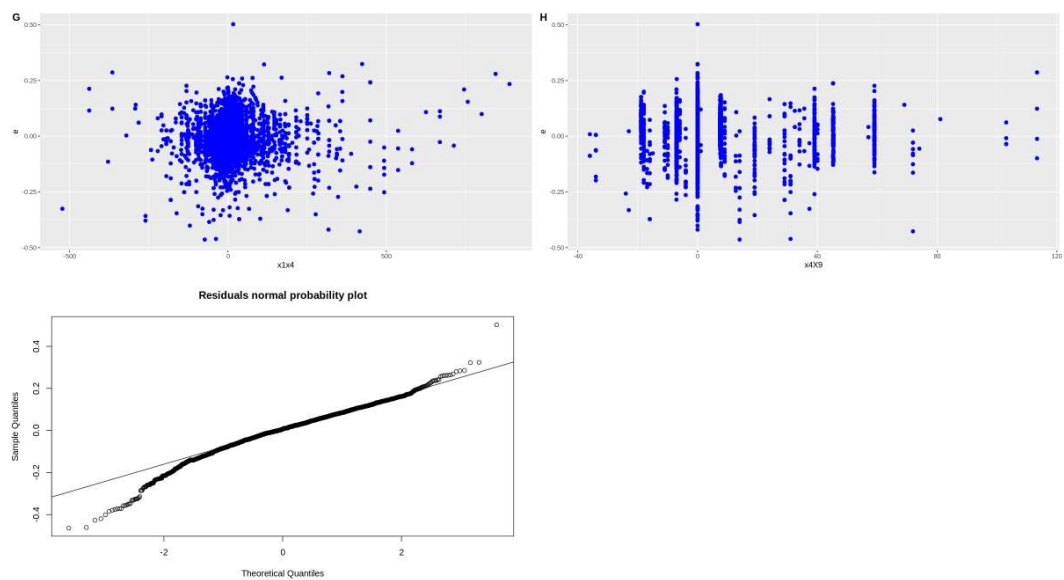 G
0.50
0.25
0.00
-0.25
-0.50
e
-500
0
500
x1x4
H
0.50
0.25
0.00
-0.25
-0.50
e
-40
0
40
80
120
x4X9
Residuals normal probability plot
0.4
0.2
0.0
-0.2
-0.4
Sample Quantiles
-2
0
2
Theoretical Quantiles